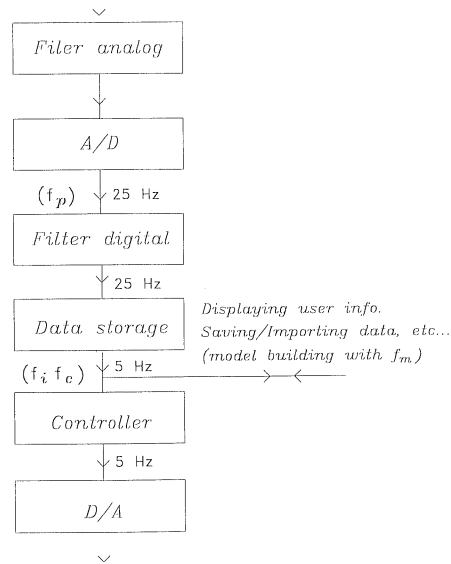 Filer analog
A/D
(f_p) 25 Hz
Filter digital
25 Hz
Data storage
Displaying user info.
Saving/Importing data, etc...
(model building with f_m)
(f_i f_c) 5 Hz
Controller
5 Hz
D/A